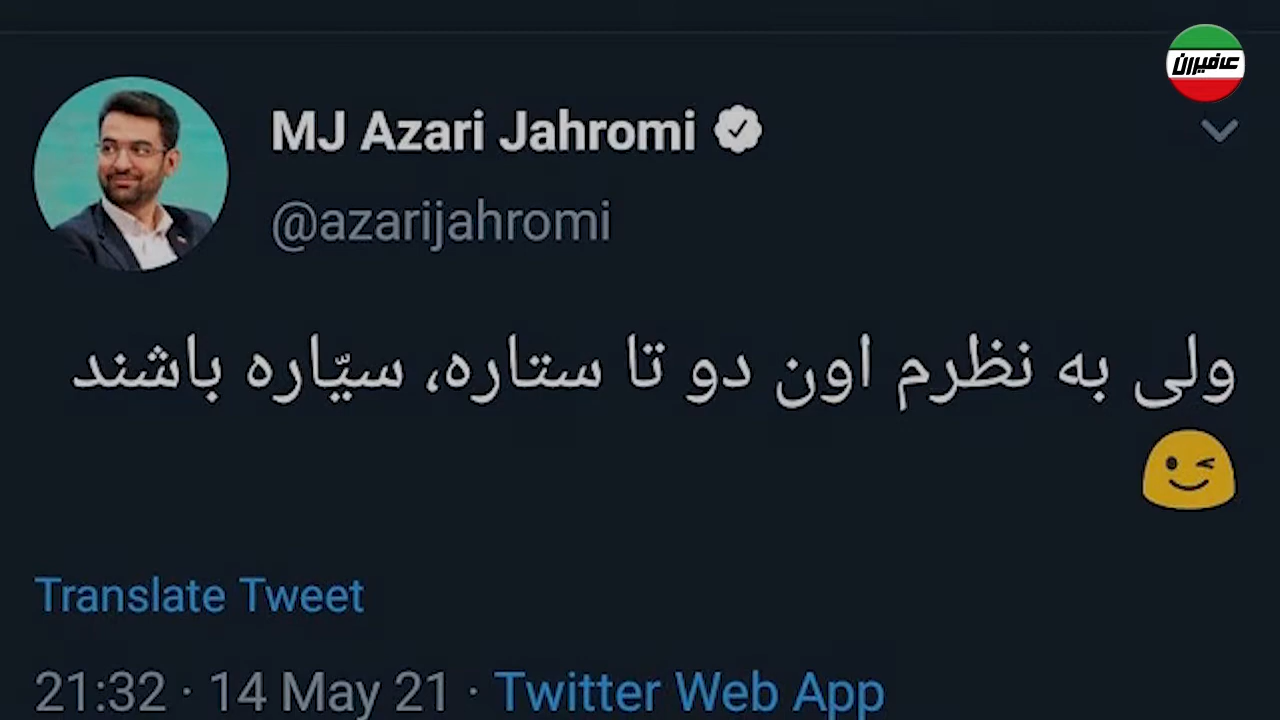 عافیران
MJ Azari Jahromi
@azarijahromi
ولی به نظرم اون دو تا ستاره، سیّاره باشند
😉
Translate Tweet
21:32 · 14 May 21 · Twitter Web App